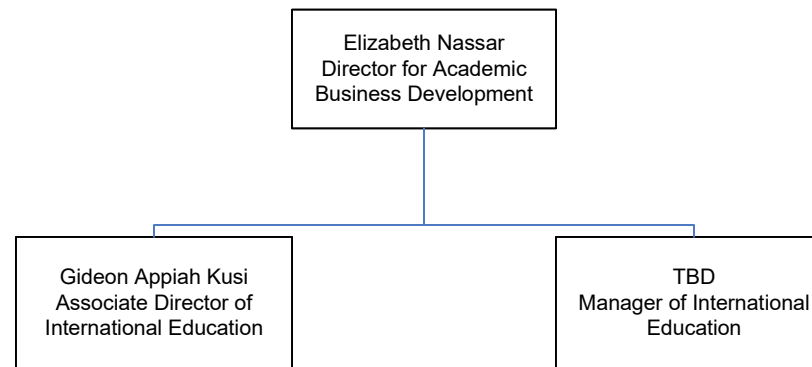 Elizabeth Nassar
Director for Academic
Business Development
Gideon Appiah Kusi
Associate Director of
International Education
TBD
Manager of International
Education